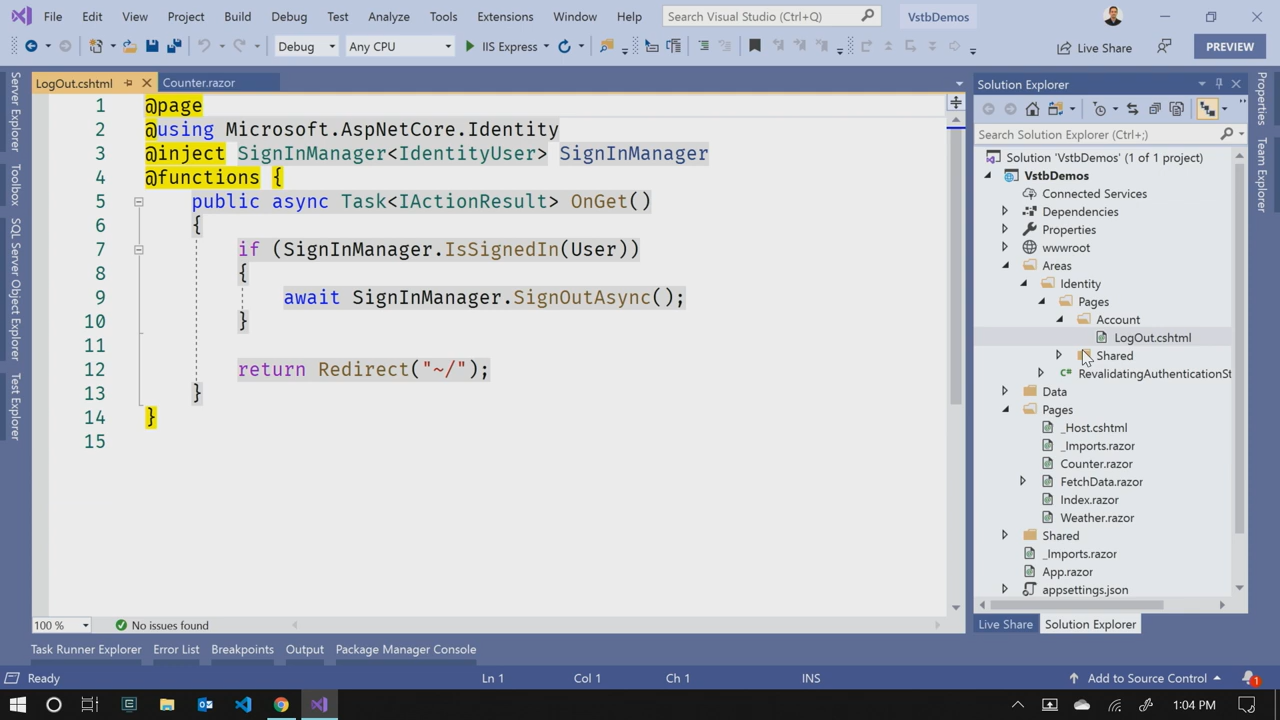 File Edit View Project Build Debug Test Analyze Tools Extensions Window Help Search Visual Studio (Ctrl+Q) VstbDemos
Debug Any CPU IIS Express Live Share PREVIEW
Server Explorer
Toolbox
SQL Server Object Explorer
Test Explorer
LogOut.cshtml Counter.razor
1 @page
2 @using Microsoft.AspNetCore.Identity
3 @inject SignInManager<IdentityUser> SignInManager
4 @functions {
5 public async Task<IActionResult> OnGet()
6 {
7 if (SignInManager.IsSignedIn(User))
8 {
9 await SignInManager.SignOutAsync();
10 }
11
12 return Redirect("~/");
13 }
14 }
15
100 % No issues found
Solution Explorer
Search Solution Explorer (Ctrl+;)
Solution 'VstbDemos' (1 of 1 project)
VstbDemos
Connected Services
Dependencies
Properties
wwwroot
Areas
Identity
Pages
Account
LogOut.cshtml
Shared
RevalidatingAuthenticationSt
Data
Pages
_Host.cshtml
_Imports.razor
Counter.razor
FetchData.razor
Index.razor
Weather.razor
Shared
_Imports.razor
App.razor
appsettings.json
Live Share Solution Explorer
Properties
Team Explorer
Task Runner Explorer Error List Breakpoints Output Package Manager Console
Ready Ln 1 Col 1 Ch 1 INS Add to Source Control 1
1:04 PM